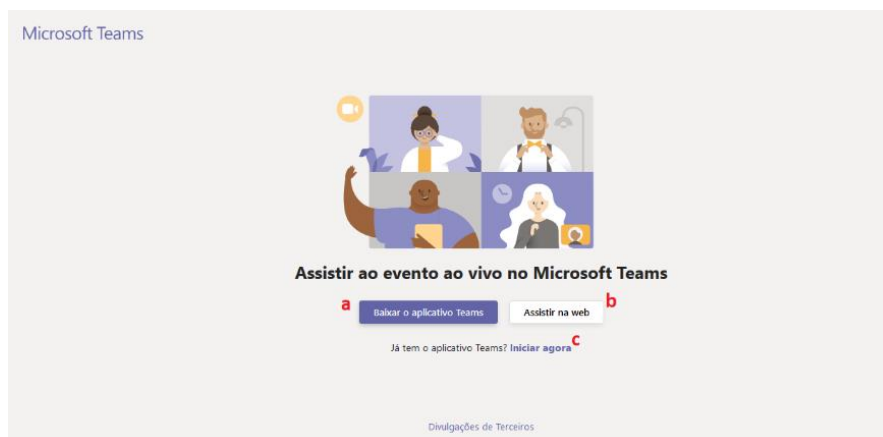 Microsoft Teams
Assistir ao evento ao vivo no Microsoft Teams
a Baixar o aplicativo Teams Assistir na web b
Já tem o aplicativo Teams? Iniciar agora c
Divulgações de Terceiros